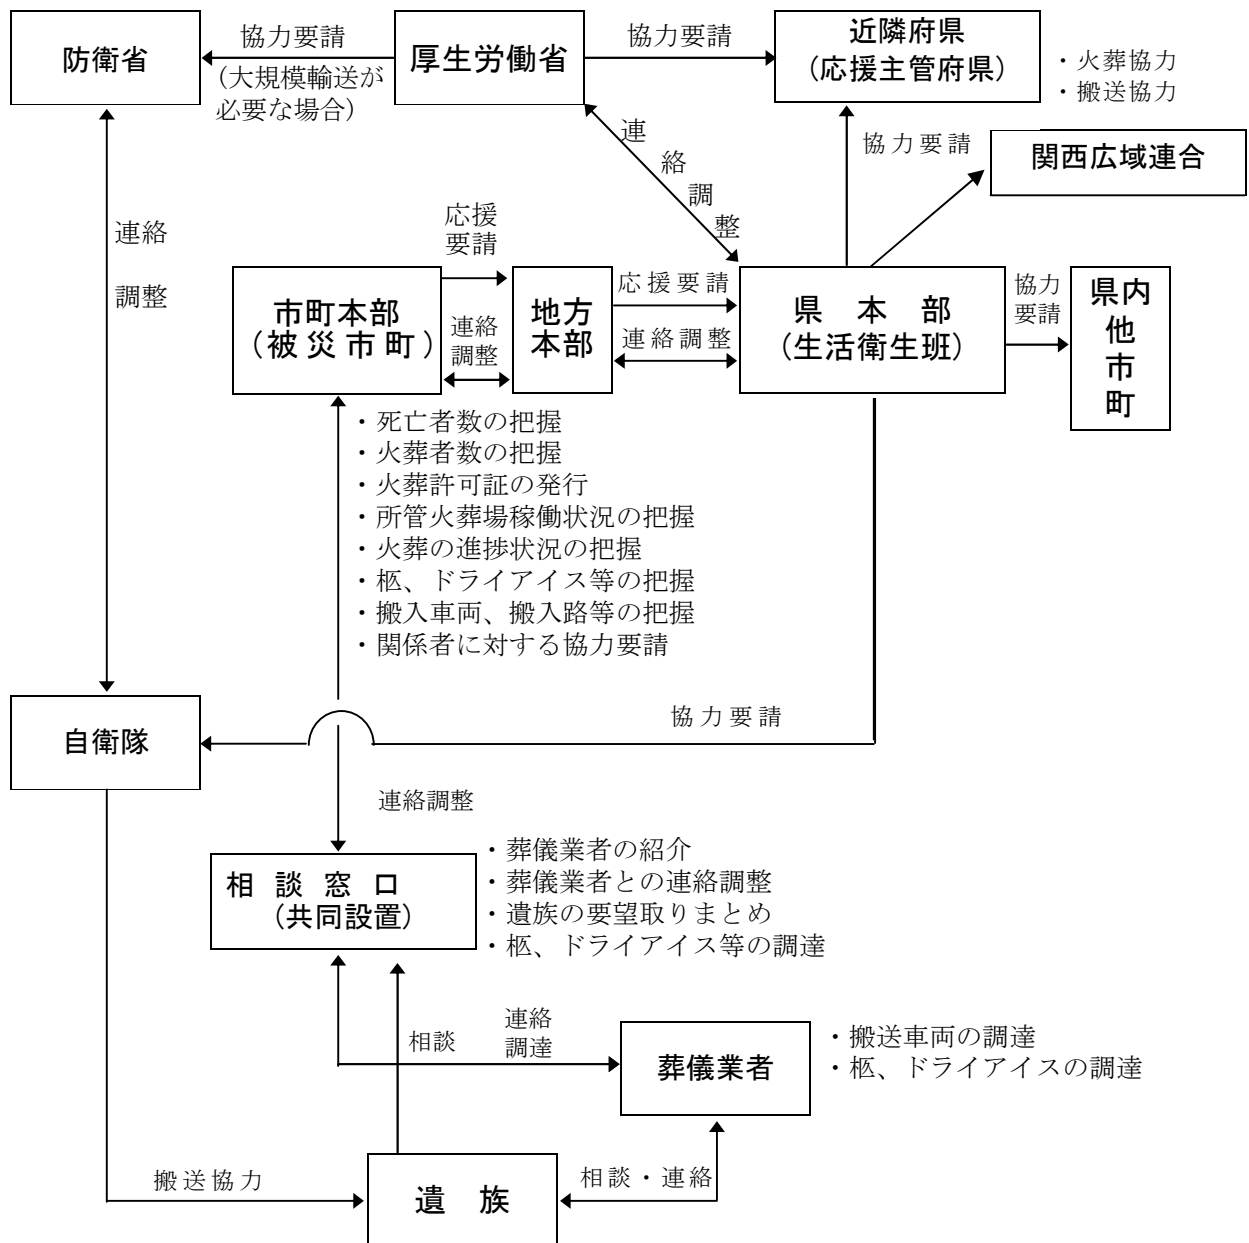 防衛省
協力要請
(大規模輸送が
必要な場合)
厚生労働省
協力要請
近隣府県
(応援主管府県)
・火葬協力
・搬送協力
連絡調整
協力要請
関西広域連合
連絡
調整
応援
要請
市町本部
(被災市町)
連絡
調整
地方
本部
応援要請
連絡調整
県本部
(生活衛生班)
協力
要請
県内
他
市
町
・死亡者数の把握
・火葬者数の把握
・火葬許可証の発行
・所管火葬場稼働状況の把握
・火葬の進捗状況の把握
・柩、ドライアイス等の把握
・搬入車両、搬入路等の把握
・関係者に対する協力要請
自衛隊
協力要請
連絡調整
相談窓口
(共同設置)
・葬儀業者の紹介
・葬儀業者との連絡調整
・遺族の要望取りまとめ
・柩、ドライアイス等の調達
相談
連絡
調達
葬儀業者
・搬送車両の調達
・柩、ドライアイスの調達
搬送協力
遺族
相談・連絡